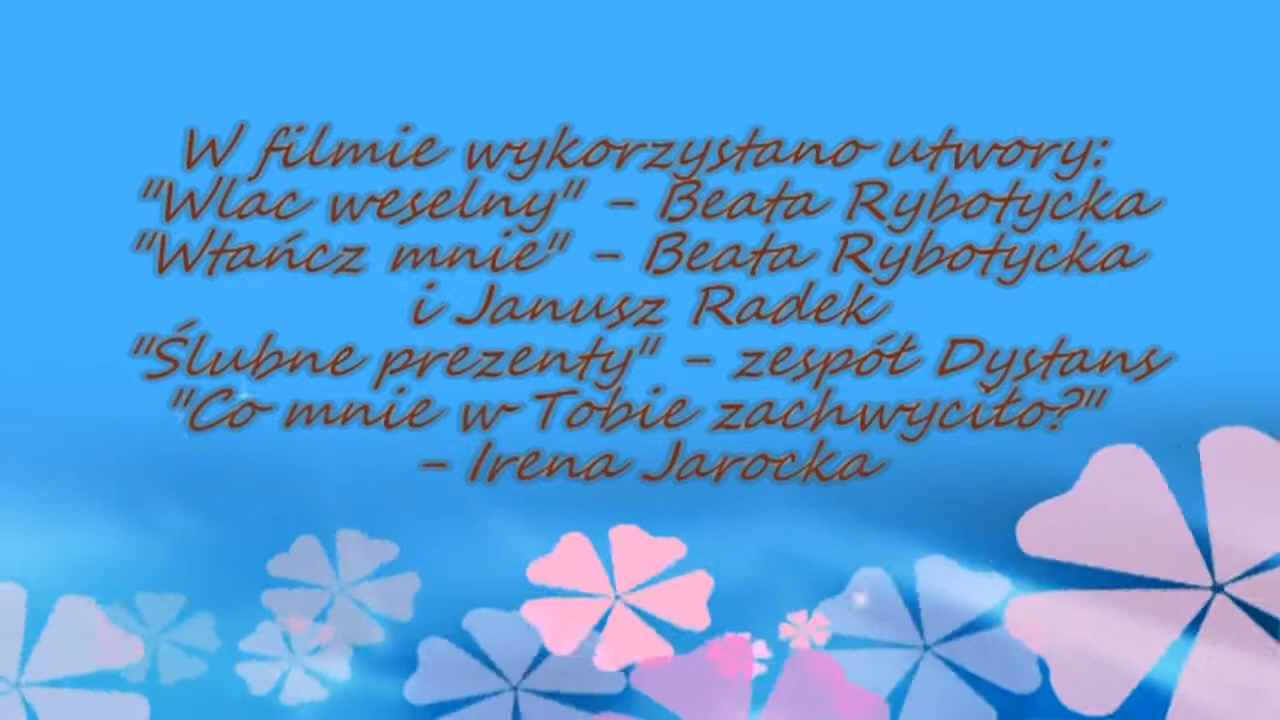 W filmie wykorzystano utwory:
"Wlac weselny" - Beata Rybotycka
"Wtańcz mnie" - Beata Rybotycka
i Janusz Radek
"Ślubne prezenty" - zespół Dystans
"Co mnie w Tobie zachwyciło?"
- Irena Jarocka